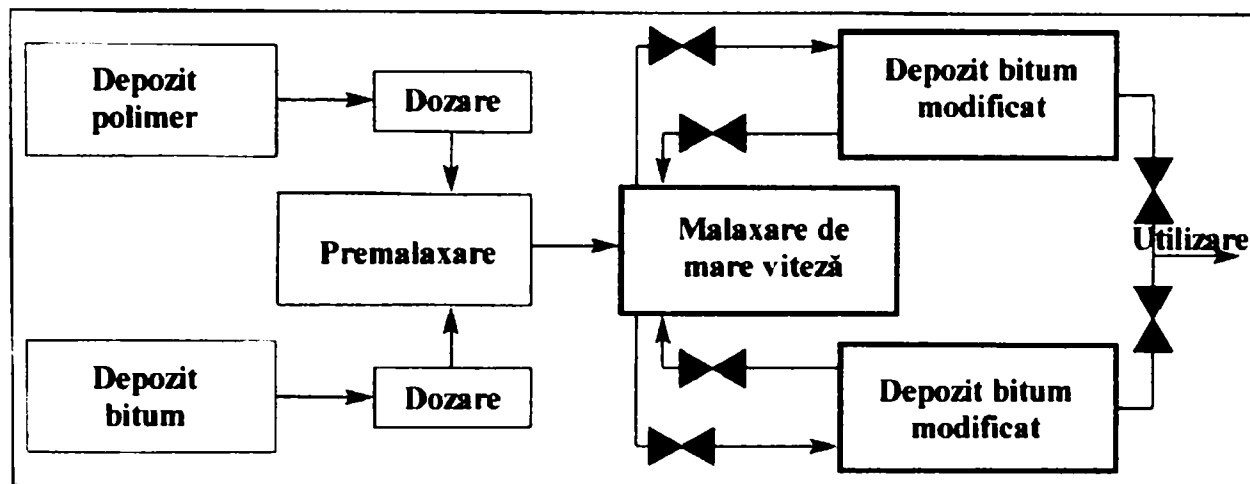 Depozit
polimer
Dozare
Premalaxare
Depozit
bitum
Dozare
Malaxare de
mare viteză
Depozit bitum
modificat
Depozit bitum
modificat
Utilizare